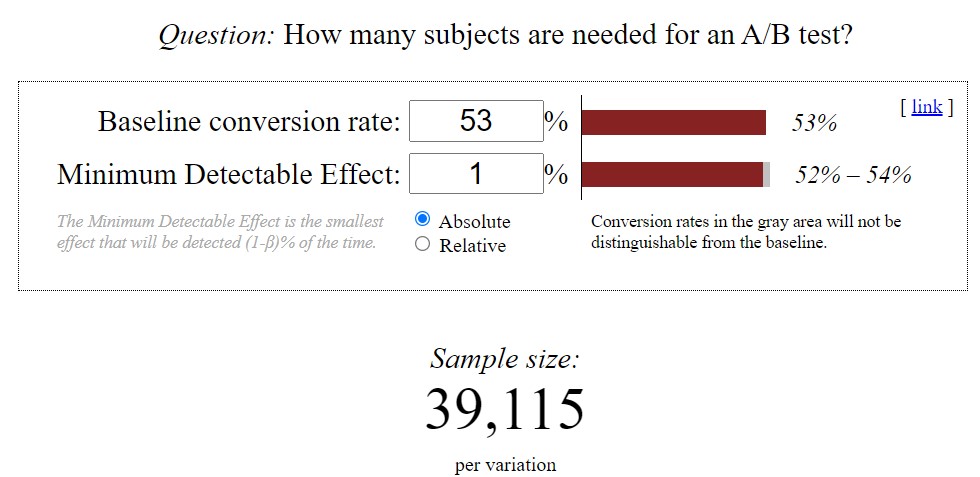 Question: How many subjects are needed for an A/B test?
[ link ]
Baseline conversion rate: 53 % 53%
Minimum Detectable Effect: 1 % 52% – 54%
The Minimum Detectable Effect is the smallest
effect that will be detected (1-β)% of the time.
Absolute
Relative
Conversion rates in the gray area will not be
distinguishable from the baseline.
Sample size:
39,115
per variation